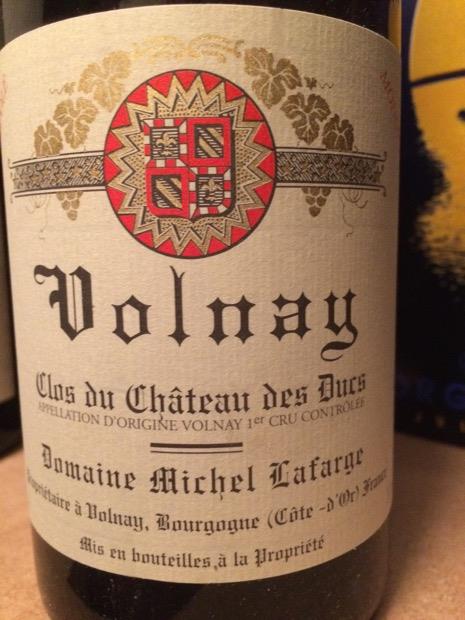 Volnay
Clos du Château des Ducs
APPELLATION D'ORIGINE VOLNAY 1er CRU CONTRÔLÉE
Domaine Michel Lafarge
Propriétaire à Volnay, Bourgogne (Côte-d'Or) France
Mis en bouteilles à la Propriété